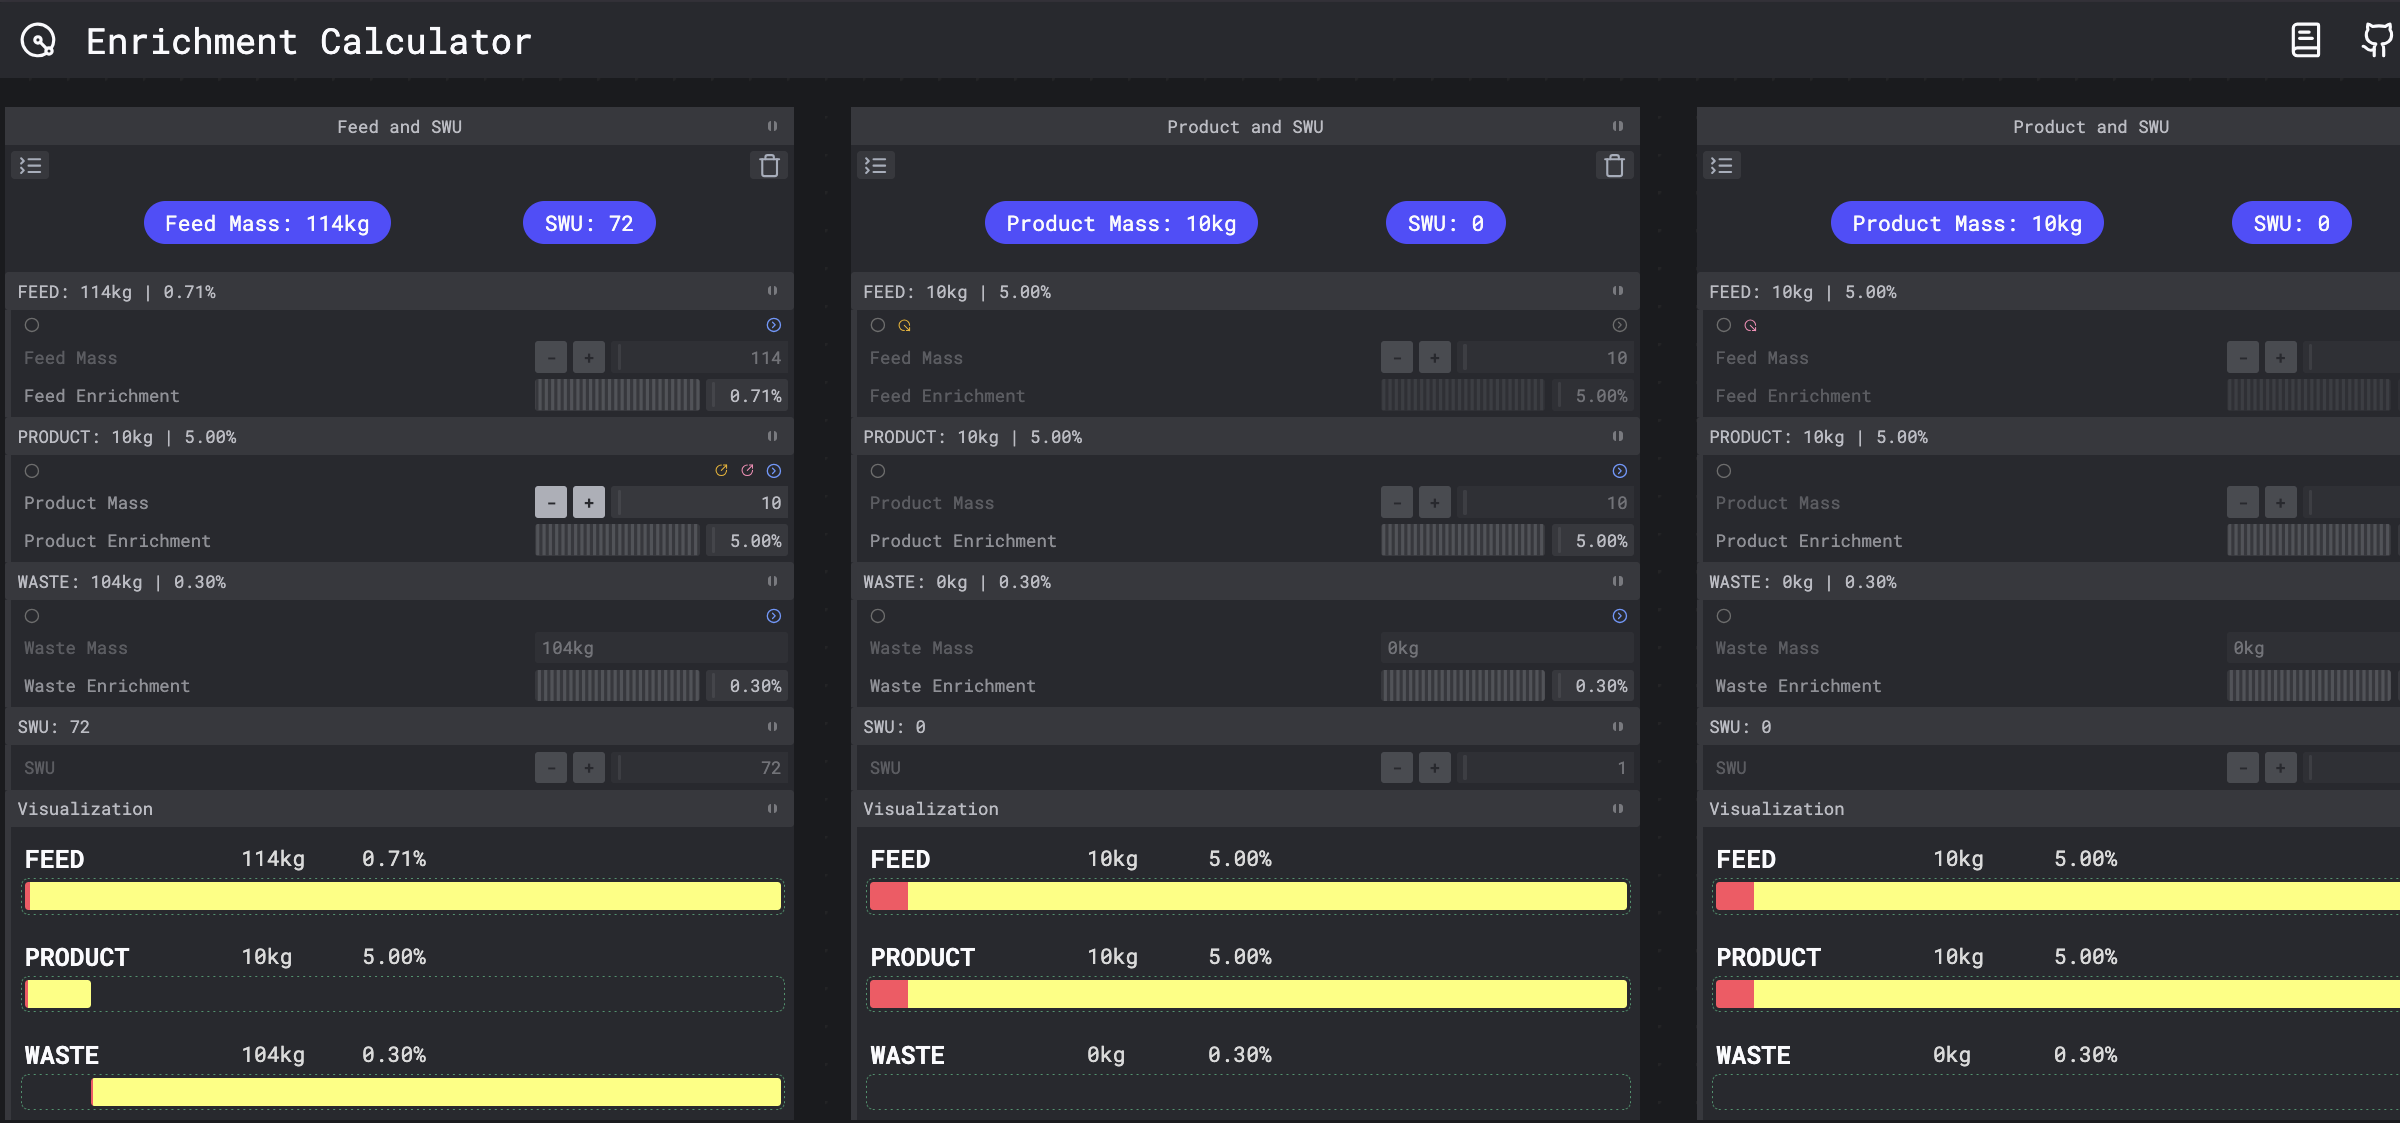 Enrichment Calculator
Feed and SWU
Feed Mass: 114kg SWU: 72
FEED: 114kg | 0.71%
Feed Mass - + 114
Feed Enrichment 0.71%
PRODUCT: 10kg | 5.00%
Product Mass - + 10
Product Enrichment 5.00%
WASTE: 104kg | 0.30%
Waste Mass 104kg
Waste Enrichment 0.30%
SWU: 72
SWU - + 72
Visualization
FEED 114kg 0.71%
PRODUCT 10kg 5.00%
WASTE 104kg 0.30%
Product and SWU
Product Mass: 10kg SWU: 0
FEED: 10kg | 5.00%
Feed Mass - + 10
Feed Enrichment 5.00%
PRODUCT: 10kg | 5.00%
Product Mass - + 10
Product Enrichment 5.00%
WASTE: 0kg | 0.30%
Waste Mass 0kg
Waste Enrichment 0.30%
SWU: 0
SWU - + 1
Visualization
FEED 10kg 5.00%
PRODUCT 10kg 5.00%
WASTE 0kg 0.30%
Product and SWU
Product Mass: 10kg SWU: 0
FEED: 10kg | 5.00%
Feed Mass - +
Feed Enrichment
PRODUCT: 10kg | 5.00%
Product Mass - +
Product Enrichment
WASTE: 0kg | 0.30%
Waste Mass 0kg
Waste Enrichment
SWU: 0
SWU - +
Visualization
FEED 10kg 5.00%
PRODUCT 10kg 5.00%
WASTE 0kg 0.30%